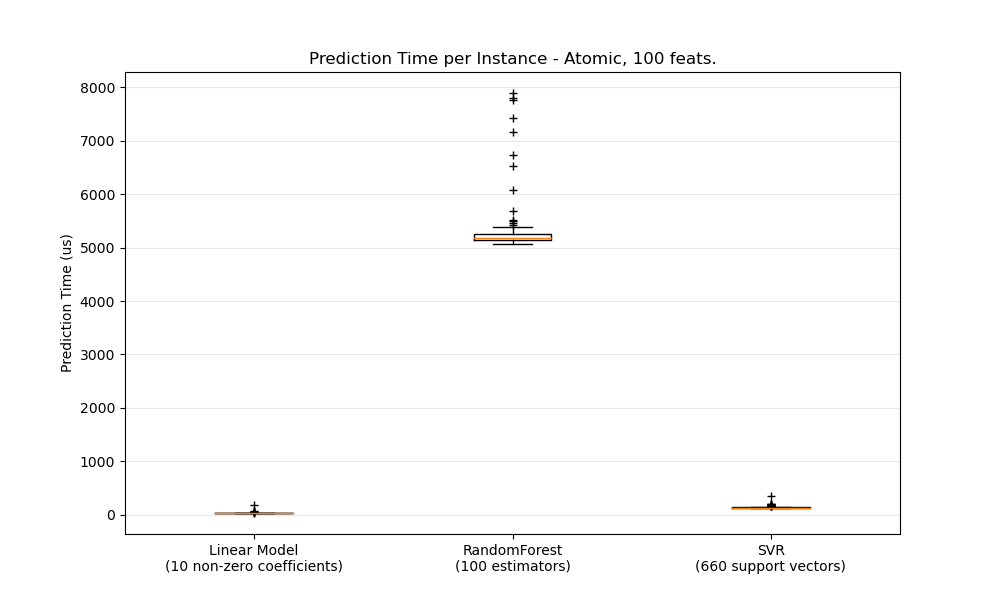 Prediction Time per Instance - Atomic, 100 feats.
Prediction Time (us)
8000
7000
6000
5000
4000
3000
2000
1000
0
Linear Model
(10 non-zero coefficients)
RandomForest
(100 estimators)
SVR
(660 support vectors)